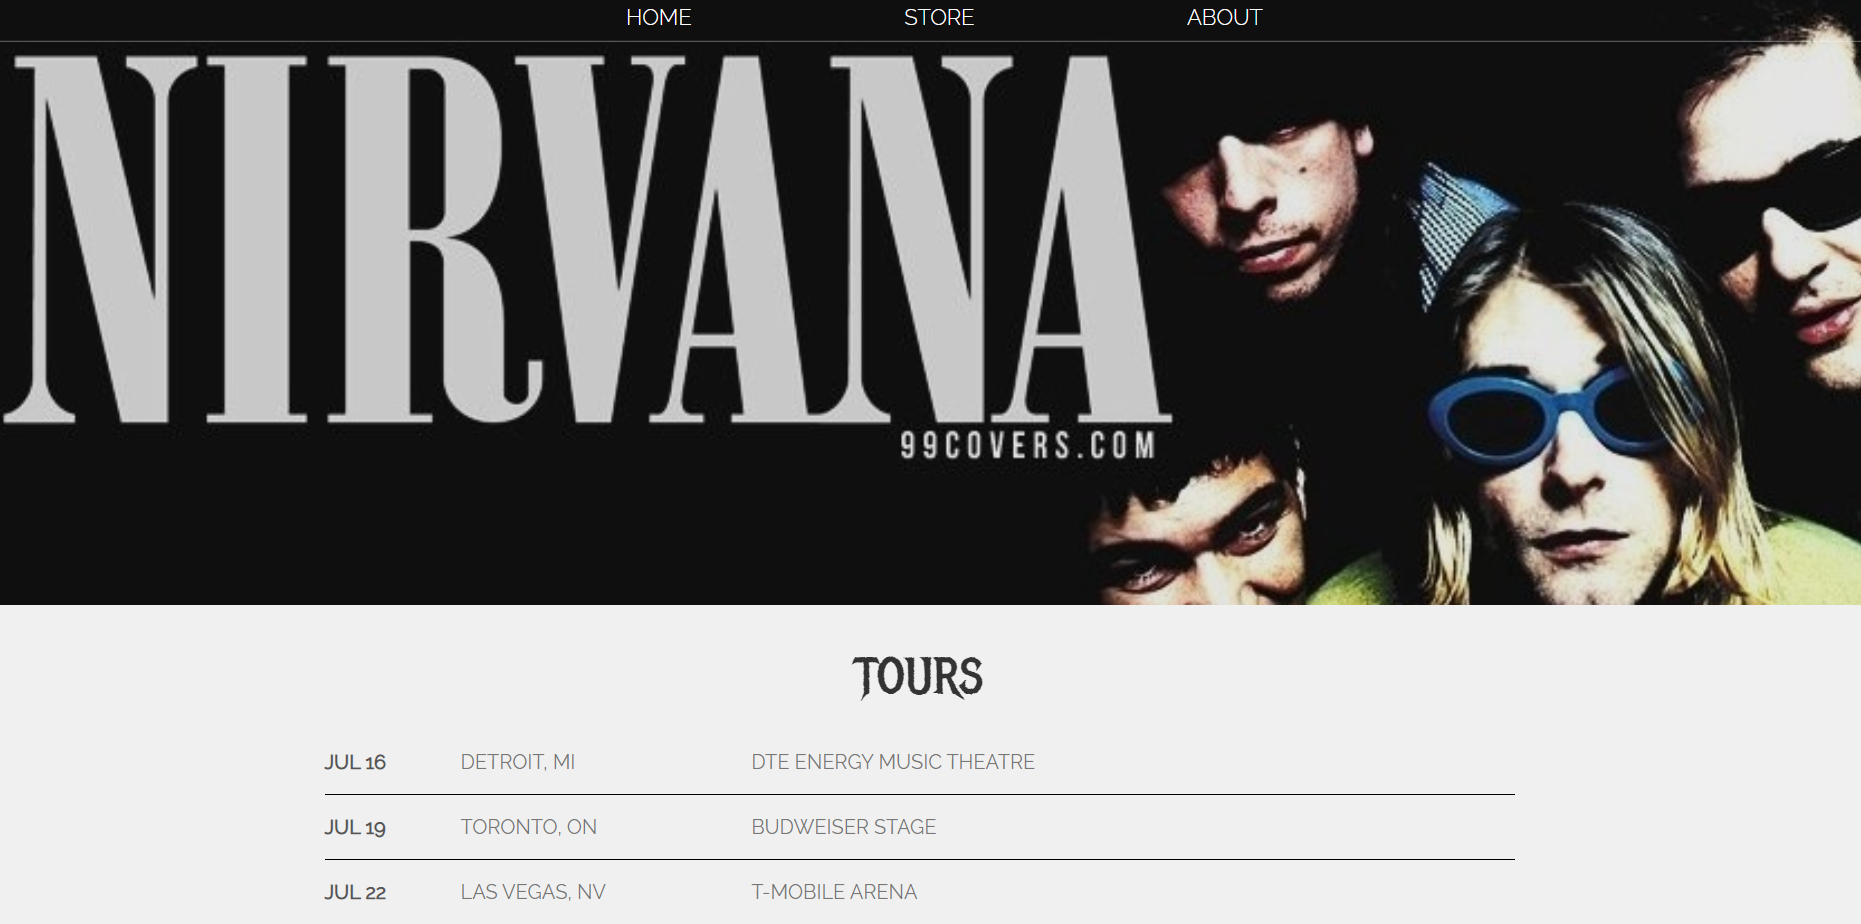 HOME STORE ABOUT
NIRVANA
99COVERS.COM
TOURS
JUL 16 DETROIT, MI DTE ENERGY MUSIC THEATRE
JUL 19 TORONTO, ON BUDWEISER STAGE
JUL 22 LAS VEGAS, NV T-MOBILE ARENA